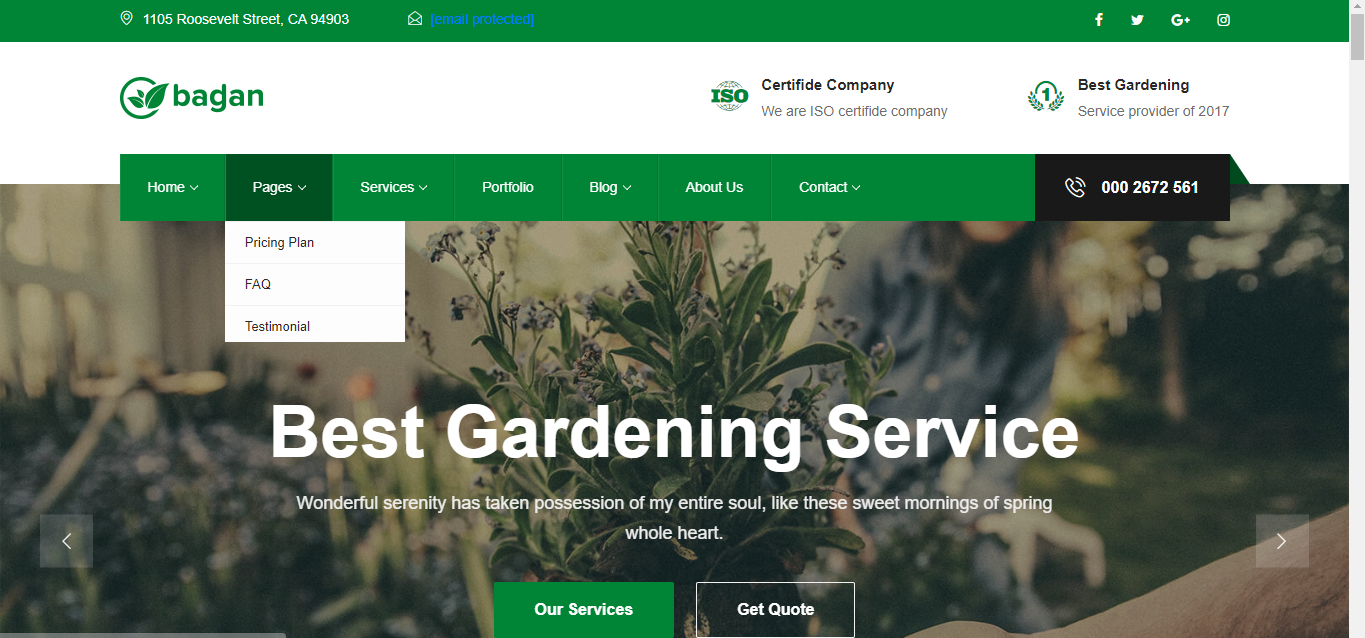 1105 Roosevelt Street, CA 94903
[email protected]
bagan
ISO
Certifide Company
We are ISO certifide company
1
Best Gardening
Service provider of 2017
Home
Pages
Services
Portfolio
Blog
About Us
Contact
000 2672 561
Pricing Plan
FAQ
Testimonial
Best Gardening Service
Wonderful serenity has taken possession of my entire soul, like these sweet mornings of spring
whole heart.
Our Services
Get Quote